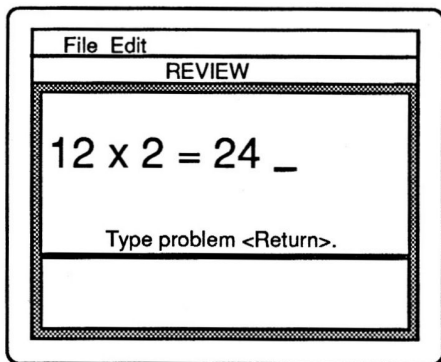 File Edit
REVIEW
12 x 2 = 24 _
Type problem <Return>.